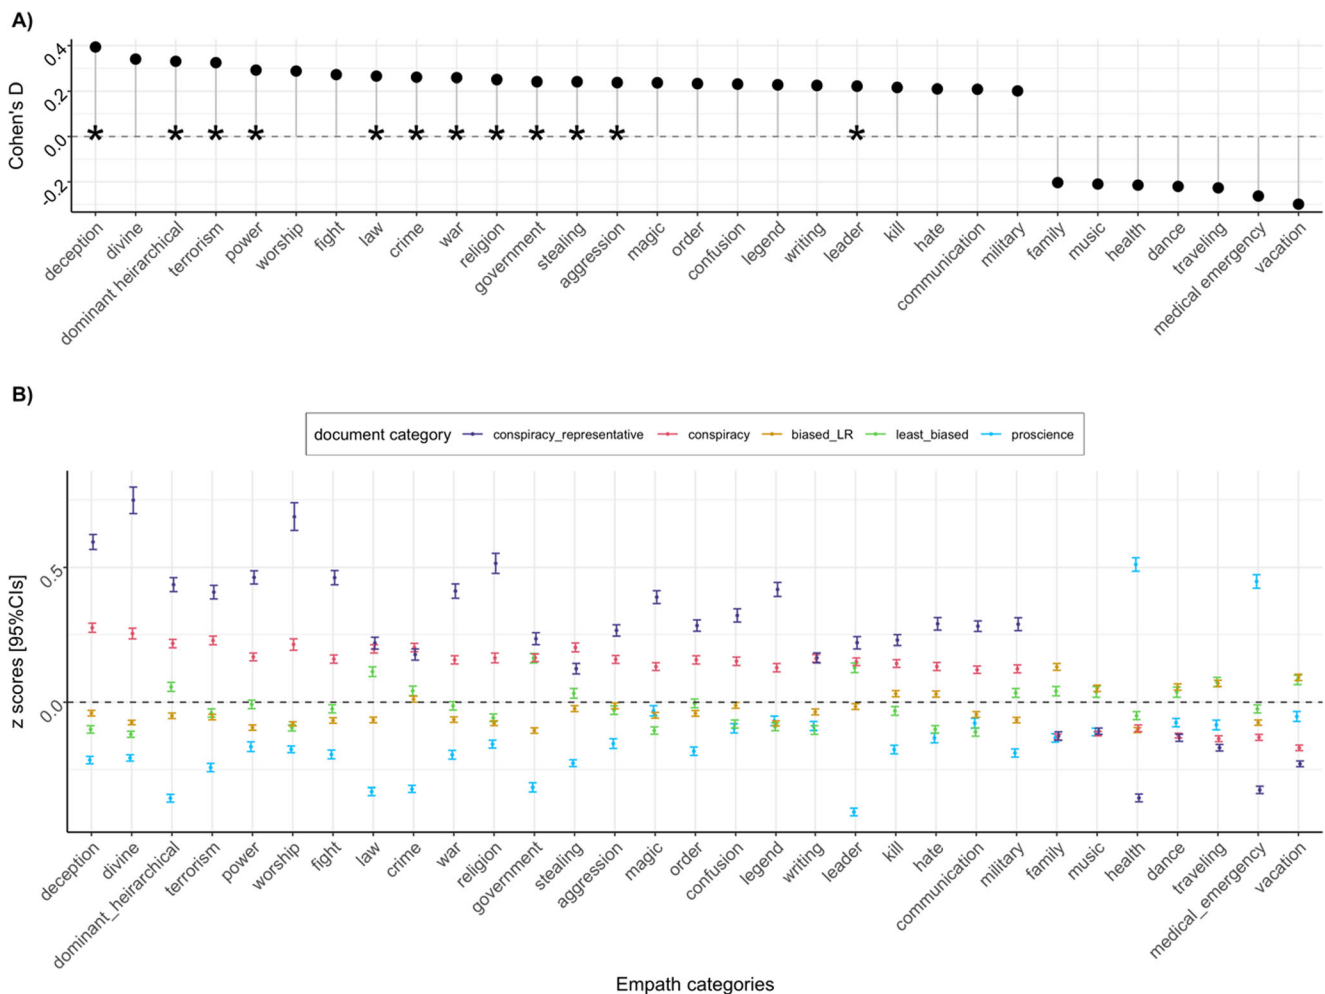 A)
Cohen's D
0.4
0.2
0.0
-0.2
* * * * * * * * * * * *
deception divine dominant heirarchical terrorism power worship fight law crime war religion government stealing aggression magic order confusion legend writing leader kill hate communication military family music health dance traveling medical emergency vacation
B)
document category conspiracy_representative conspiracy biased_LR least_biased proscience
z scores [95%CIs]
0.5
0.0
deception divine dominant_heirarchical terrorism power worship fight law crime war religion government stealing aggression magic order confusion legend writing leader kill hate communication military family music health dance traveling medical_emergency vacation
Empath categories